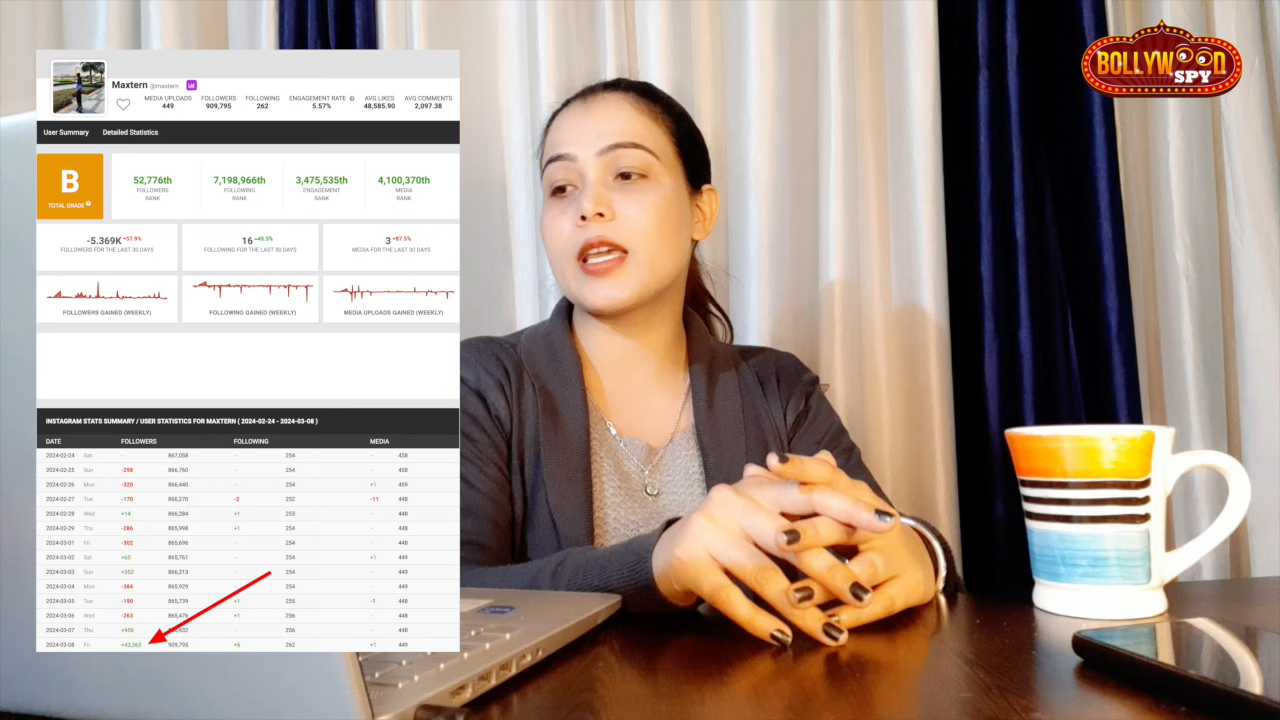 BOLLYWOOD
SPY
Maxtern @maxtern
MEDIA UPLOADS FOLLOWERS FOLLOWING ENGAGEMENT RATE AVG LIKES AVG COMMENTS
449 909,795 262 5.57% 48,585.90 2,097.38
User Summary Detailed Statistics
B
TOTAL GRADE
52,776th 7,198,966th 3,475,535th 4,100,370th
FOLLOWERS FOLLOWING ENGAGEMENT MEDIA
RANK RANK RANK RANK
-5.369K -57.9% 16 +45.5% 3 -87.5%
FOLLOWERS FOR THE LAST 30 DAYS FOLLOWING FOR THE LAST 30 DAYS MEDIA FOR THE LAST 30 DAYS
FOLLOWERS GAINED (WEEKLY) FOLLOWING GAINED (WEEKLY) MEDIA UPLOADS GAINED (WEEKLY)
INSTAGRAM STATS SUMMARY / USER STATISTICS FOR MAXTERN ( 2024-02-24 - 2024-03-08 )
DATE FOLLOWERS FOLLOWING MEDIA
2024-02-24 Sat -- 867,058 -- 254 -- 458
2024-02-25 Sun -298 866,760 -- 254 -- 458
2024-02-26 Mon -320 866,440 -- 254 +1 459
2024-02-27 Tue -170 866,270 -2 252 -11 448
2024-02-28 Wed +14 866,284 +1 253 -- 448
2024-02-29 Thu -286 865,998 +1 254 -- 448
2024-03-01 Fri -302 865,696 -- 254 -- 448
2024-03-02 Sat +65 865,761 -- 254 +1 449
2024-03-03 Sun +552 866,313 -- 254 -- 449
2024-03-04 Mon -384 865,929 -- 254 -- 449
2024-03-05 Tue -190 865,739 +1 255 -1 448
2024-03-06 Wed -263 865,476 +1 256 -- 448
2024-03-07 Thu +956 -- 256 -- 448
2024-03-08 Fri +43,363 909,795 +6 262 +1 449